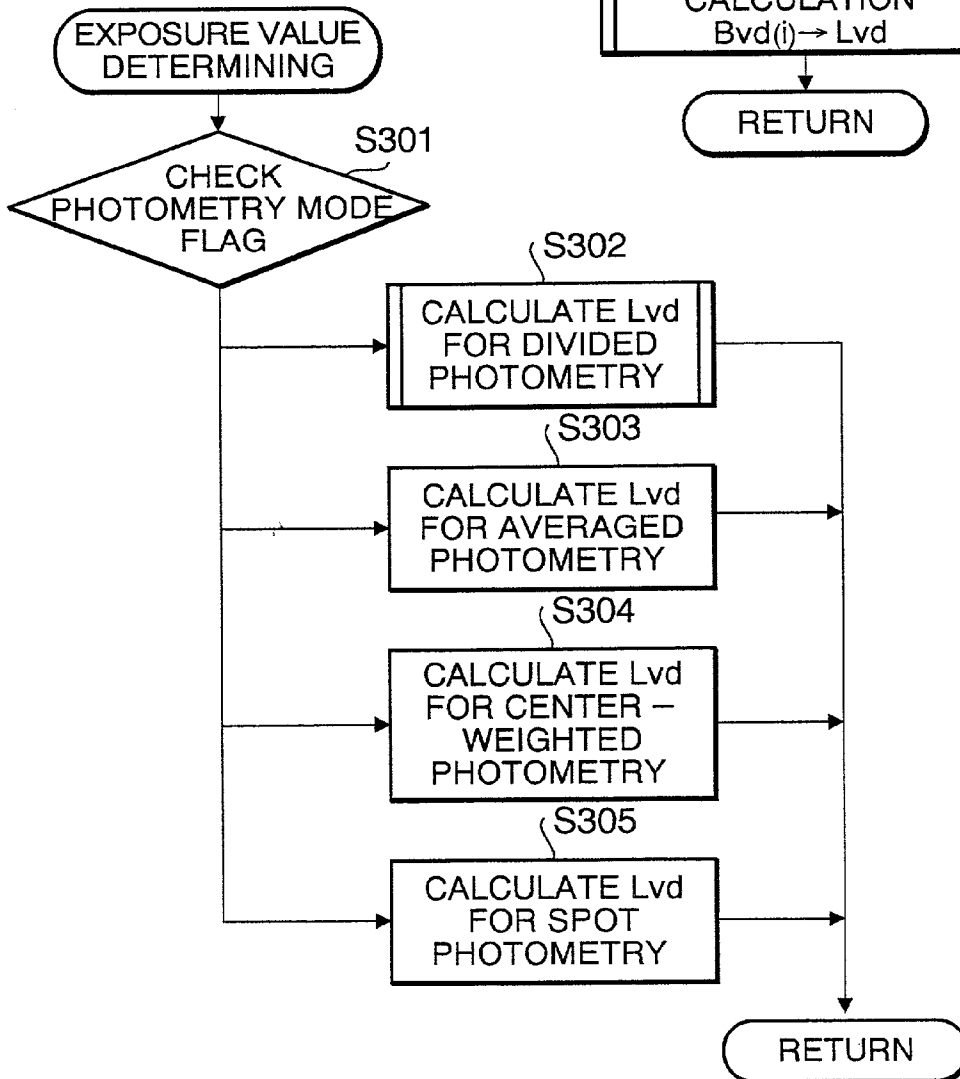 EXPOSURE VALUE
DETERMINING
S301
CHECK
PHOTOMETRY MODE
FLAG
CALCULATION
Bvd(i)→ Lvd
RETURN
S302
CALCULATE Lvd
FOR DIVIDED
PHOTOMETRY
S303
CALCULATE Lvd
FOR AVERAGED
PHOTOMETRY
S304
CALCULATE Lvd
FOR CENTER –
WEIGHTED
PHOTOMETRY
S305
CALCULATE Lvd
FOR SPOT
PHOTOMETRY
RETURN